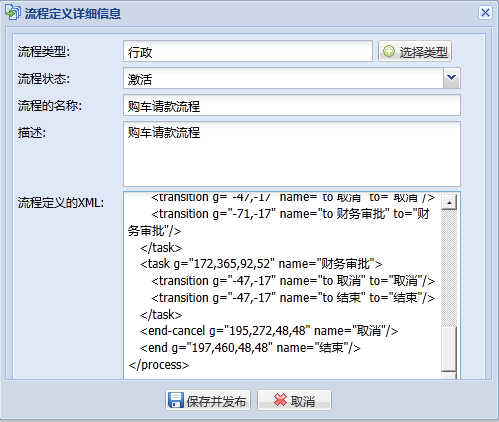 流程定义详细信息
流程类型: 行政 选择类型
流程状态: 激活
流程的名称: 购车请款流程
描述: 购车请款流程
流程定义的XML:
<transition g="-47,-17" name="to 取消" to="取消"/>
<transition g="-71,-17" name="to 财务审批" to="财
务审批"/>
</task>
<task g="172,365,92,52" name="财务审批">
<transition g="-47,-17" name="to 取消" to="取消"/>
<transition g="-47,-17" name="to 结束" to="结束"/>
</task>
<end-cancel g="195,272,48,48" name="取消"/>
<end g="197,460,48,48" name="结束"/>
</process>
保存并发布 取消